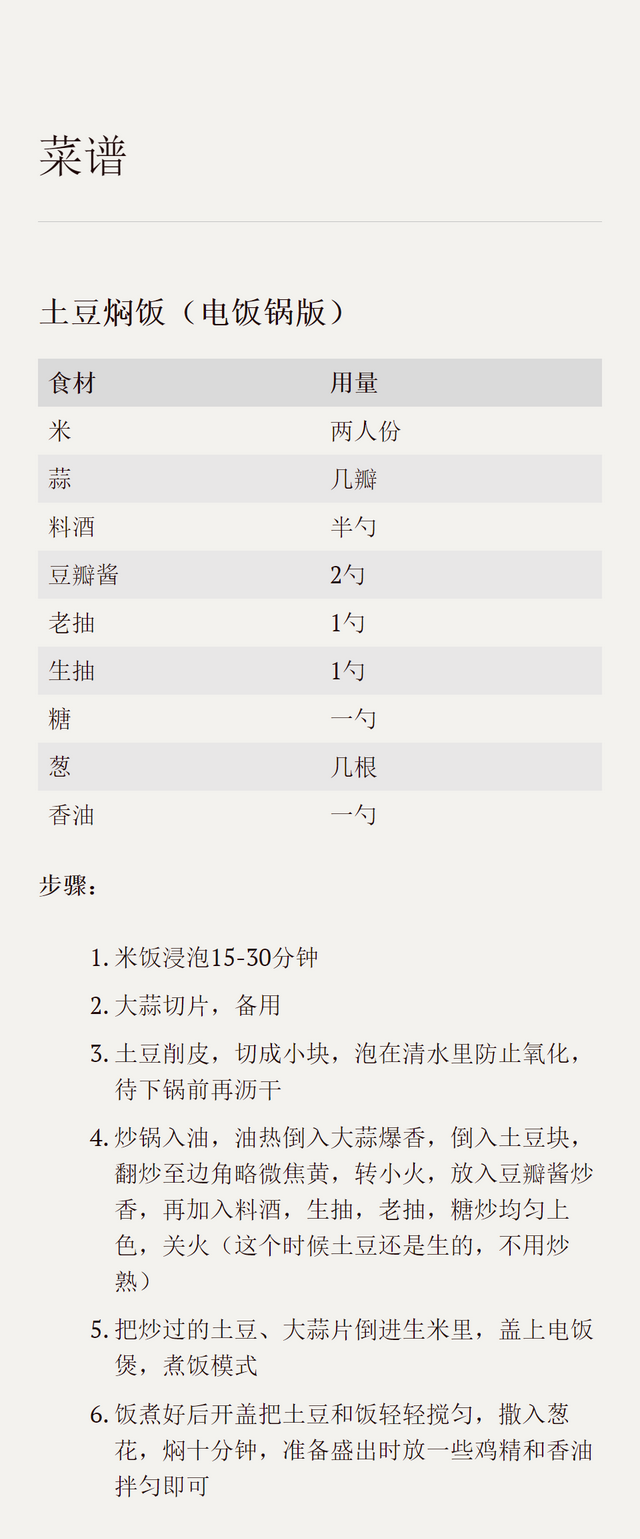 菜谱
土豆焖饭（电饭锅版）
食材 用量
米 两人份
蒜 几瓣
料酒 半勺
豆瓣酱 2勺
老抽 1勺
生抽 1勺
糖 一勺
葱 几根
香油 一勺
步骤：
1. 米饭浸泡15-30分钟
2. 大蒜切片，备用
3. 土豆削皮，切成小块，泡在清水里防止氧化，
待下锅前再沥干
4. 炒锅入油，油热倒入大蒜爆香，倒入土豆块，
翻炒至边角略微焦黄，转小火，放入豆瓣酱炒
香，再加入料酒，生抽，老抽，糖炒均匀上
色，关火（这个时候土豆还是生的，不用炒
熟）
5. 把炒过的土豆、大蒜片倒进生米里，盖上电饭
煲，煮饭模式
6. 饭煮好后开盖把土豆和饭轻轻搅匀，撒入葱
花，焖十分钟，准备盛出时放一些鸡精和香油
拌匀即可